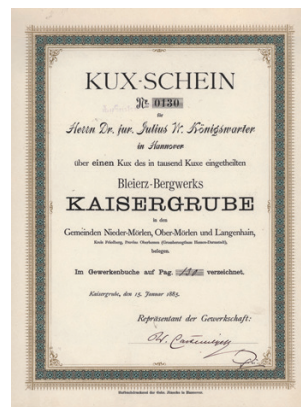 KUX-SCHEIN
Nr. 0130
für
Herrn Dr. jur. Julius W. Königswarter
in Hannover
über einen Kux des in tausend Kuxe eingetheilten
Bleierz-Bergwerks
KAISERGRUBE
in den
Gemeinden Nieder-Mörlen, Ober-Mörlen und Langenhain,
Kreis Friedberg, Provinz Oberhessen (Grossherzogthum Hessen-Darmstadt),
belegen.
Im Gewerkenbuche auf Pag. 130 verzeichnet.
Kaisergrube, den 15. Januar 1885.
Repräsentant der Gewerkschaft: